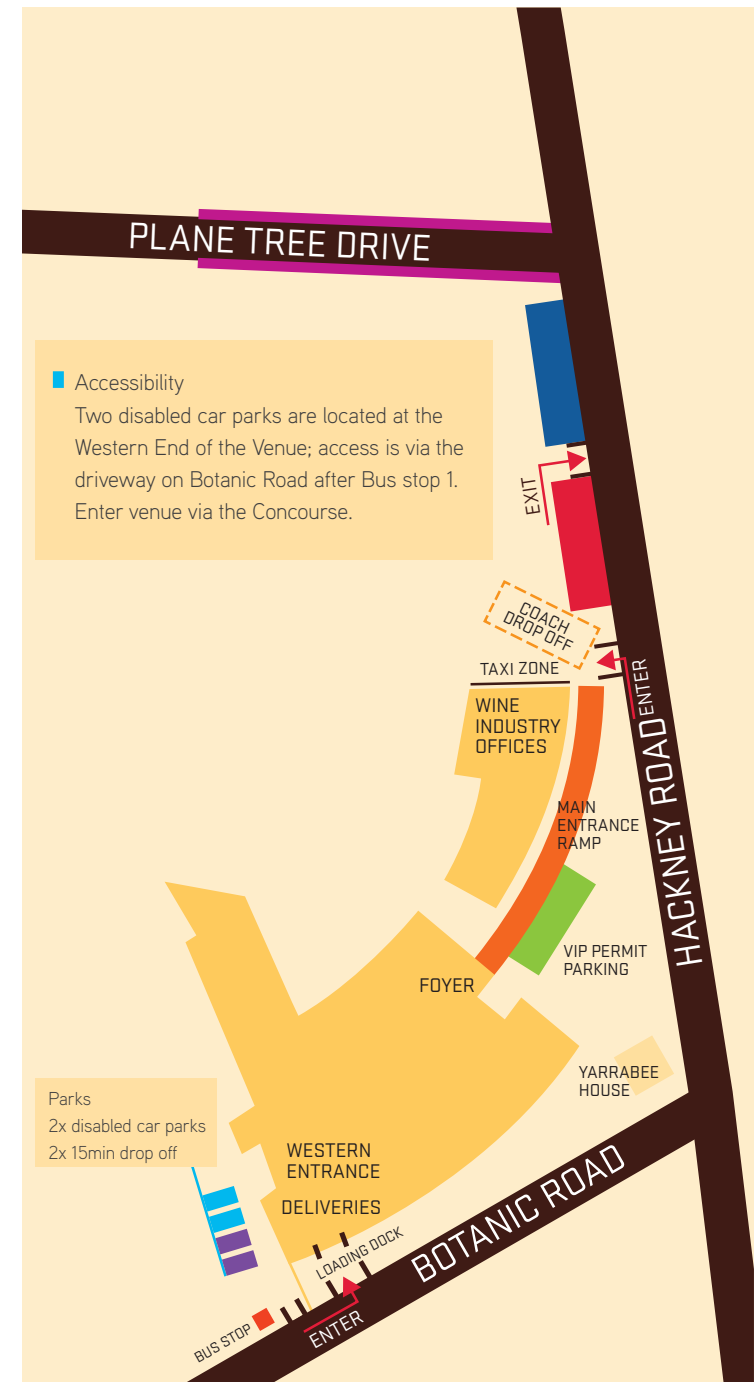 PLANE TREE DRIVE
Accessibility
Two disabled car parks are located at the
Western End of the Venue; access is via the
driveway on Botanic Road after Bus stop 1.
Enter venue via the Concourse.
EXIT
COACH
DROP OFF
TAXI ZONE
ENTER
WINE
INDUSTRY
OFFICES
HACKNEY ROAD
MAIN
ENTRANCE
RAMP
VIP PERMIT
PARKING
FOYER
YARRABEE
HOUSE
Parks
2x disabled car parks
2x 15min drop off
WESTERN
ENTRANCE
DELIVERIES
LOADING DOCK
BOTANIC ROAD
BUS STOP
ENTER